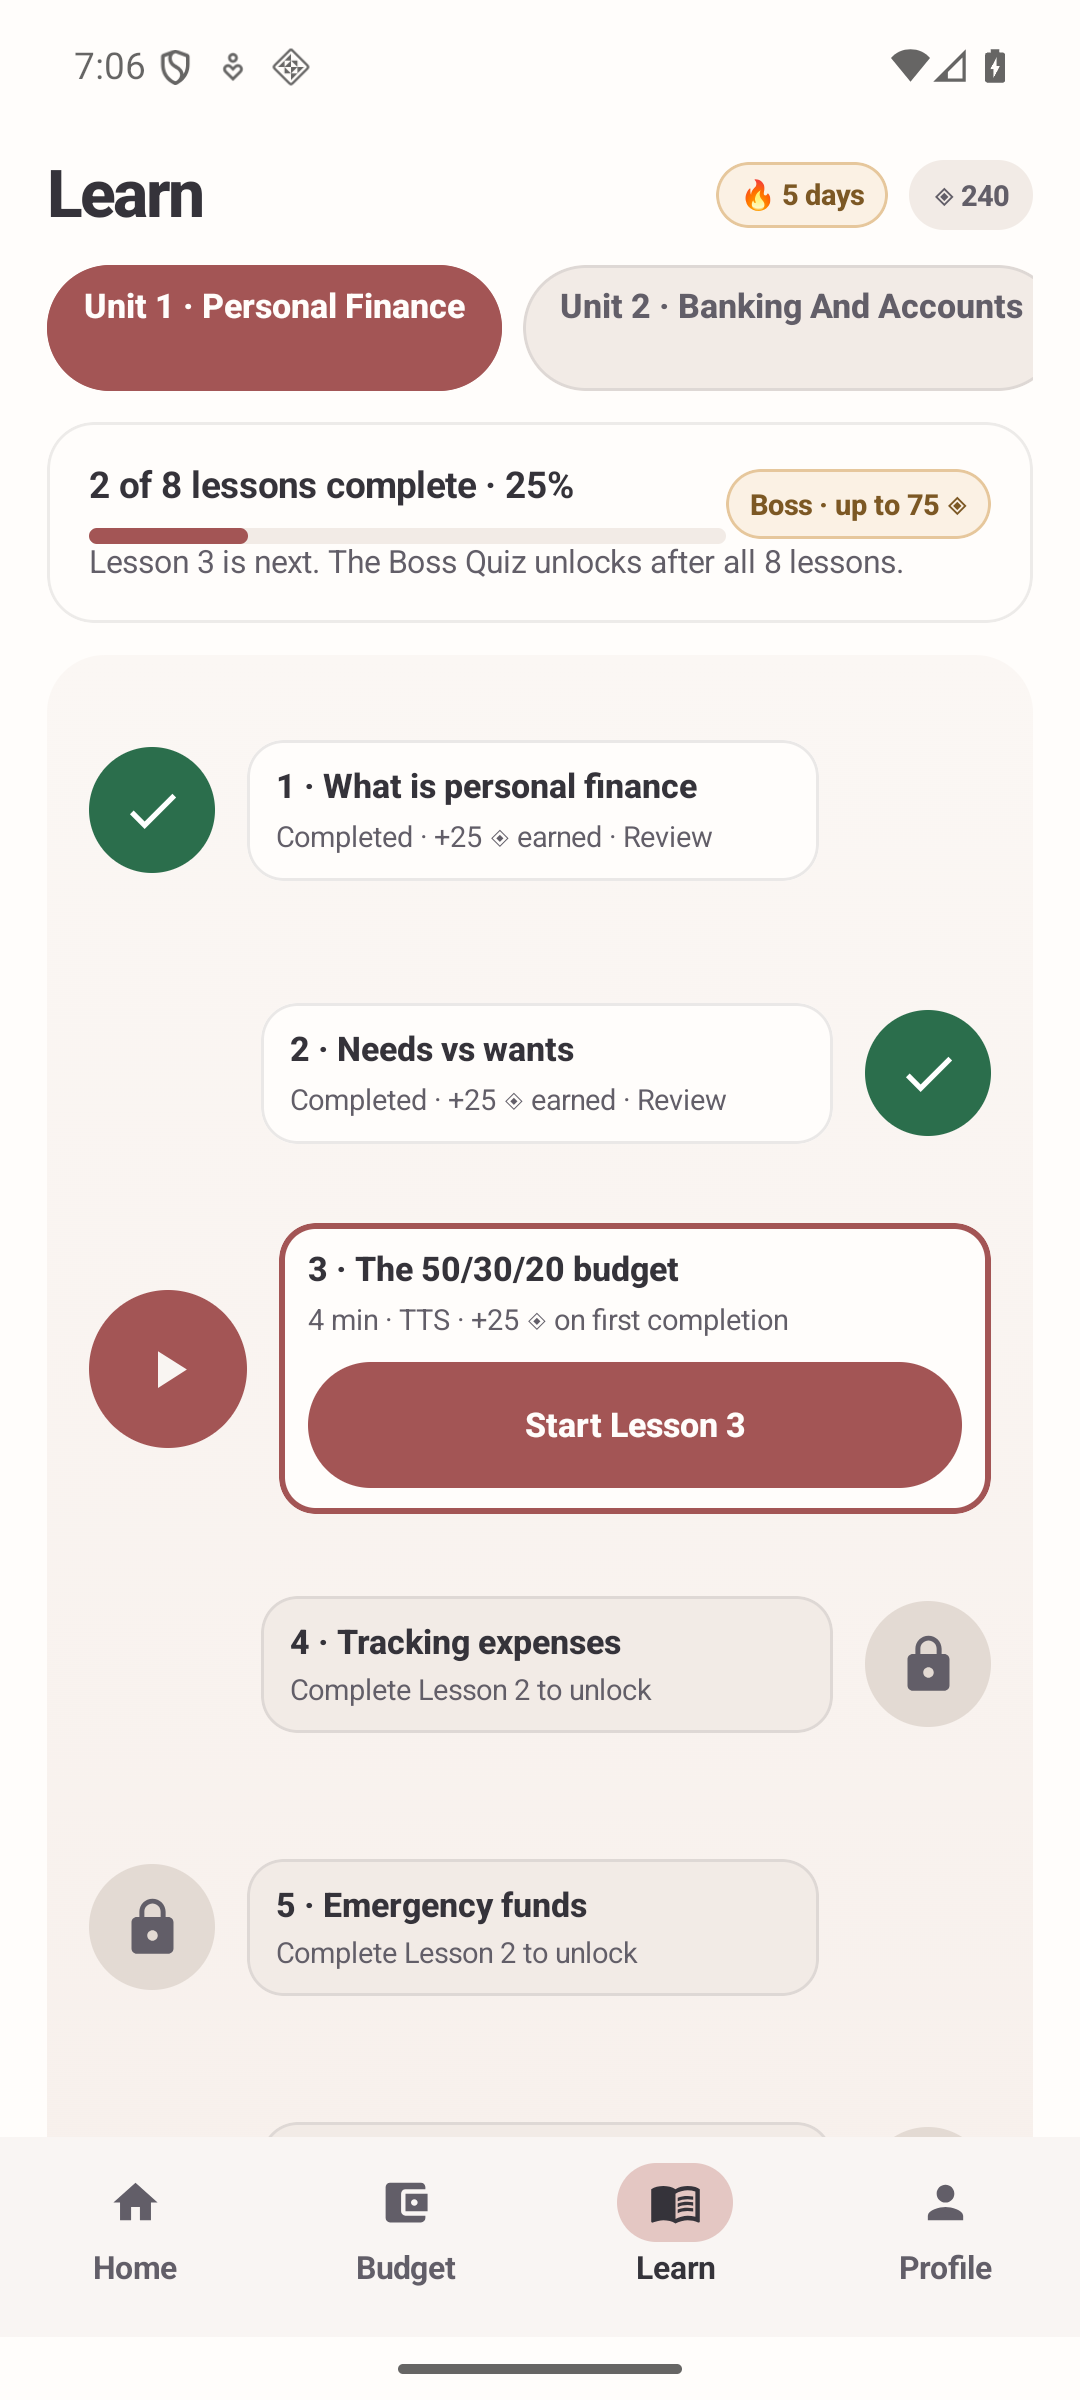 7:06
Learn
🔥 5 days
◈ 240
Unit 1 · Personal Finance
Unit 2 · Banking And Accounts
2 of 8 lessons complete · 25%
Boss · up to 75 ◈
Lesson 3 is next. The Boss Quiz unlocks after all 8 lessons.
1 · What is personal finance
Completed · +25 ◈ earned · Review
2 · Needs vs wants
Completed · +25 ◈ earned · Review
3 · The 50/30/20 budget
4 min · TTS · +25 ◈ on first completion
Start Lesson 3
4 · Tracking expenses
Complete Lesson 2 to unlock
5 · Emergency funds
Complete Lesson 2 to unlock
Home
Budget
Learn
Profile